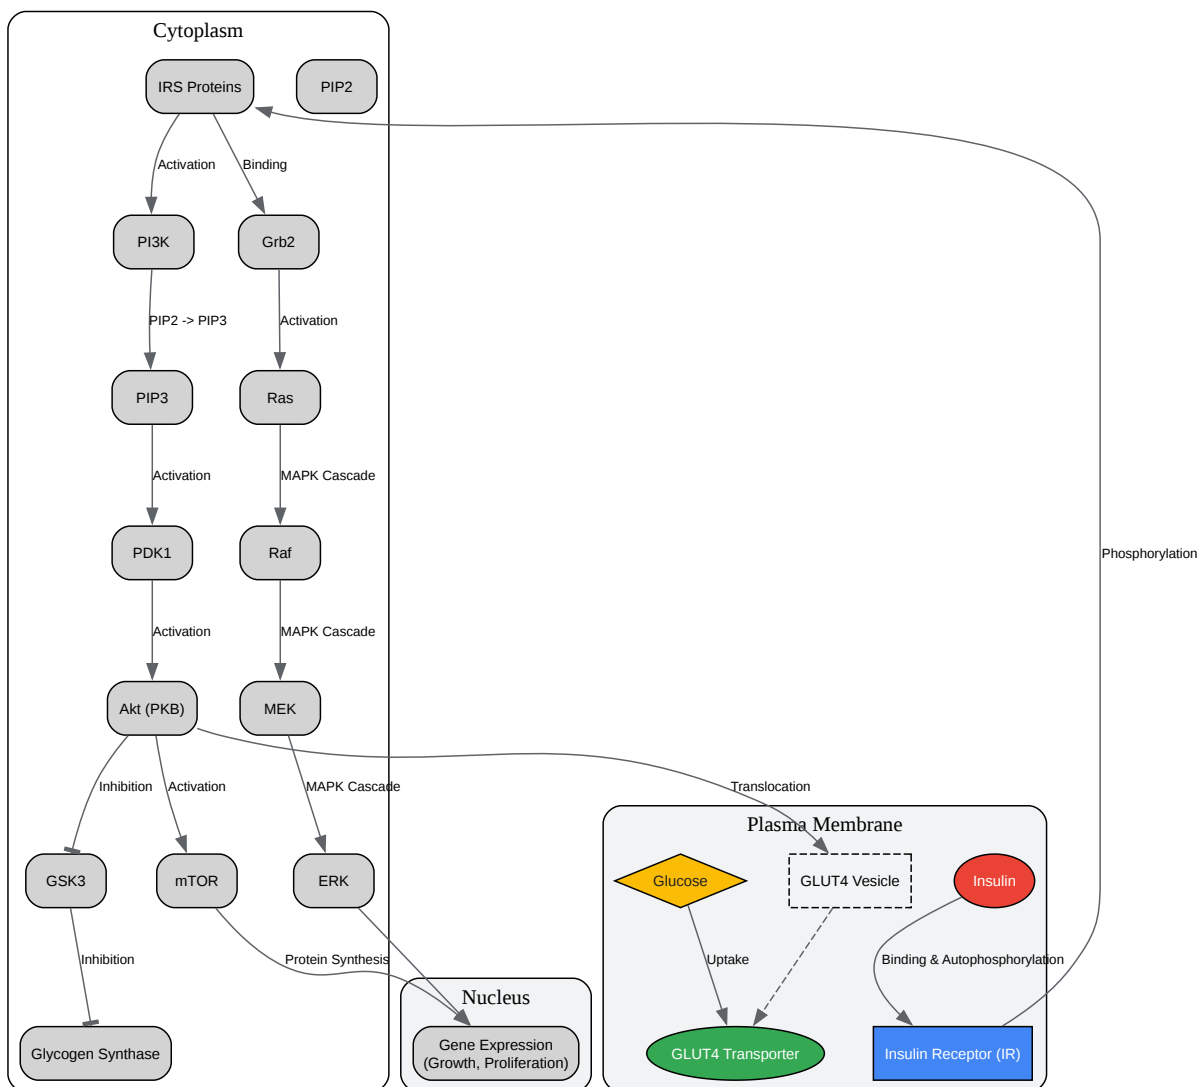 Cytoplasm
IRS Proteins
PIP2
Activation
Binding
PI3K
Grb2
PIP2 -> PIP3
Activation
PIP3
Ras
Activation
MAPK Cascade
PDK1
Raf
Phosphorylation
Activation
MAPK Cascade
Akt (PKB)
MEK
Inhibition
Activation
MAPK Cascade
Translocation
Plasma Membrane
GSK3
mTOR
ERK
Glucose
GLUT4 Vesicle
Insulin
Inhibition
Protein Synthesis
Uptake
Binding & Autophosphorylation
Nucleus
Glycogen Synthase
Gene Expression
(Growth, Proliferation)
GLUT4 Transporter
Insulin Receptor (IR)